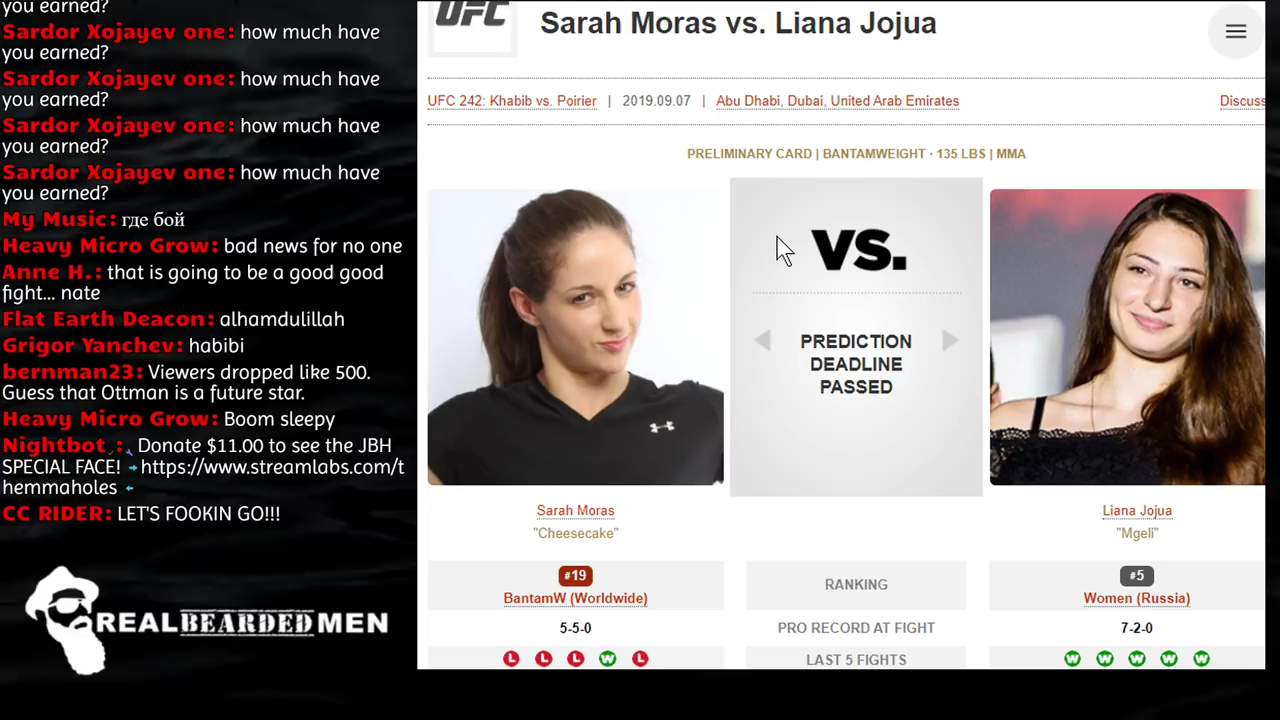 you earned?
Sardor Xojayev one: how much have
you earned?
Sardor Xojayev one: how much have
you earned?
Sardor Xojayev one: how much have
you earned?
Sardor Xojayev one: how much have
you earned?
My Music: где бой
Heavy Micro Grow: bad news for no one
Anne H.: that is going to be a good good
fight... nate
Flat Earth Deacon: alhamdulillah
Grigor Yanchev: habibi
bernman23: Viewers dropped like 500.
Guess that Ottman is a future star.
Heavy Micro Grow: Boom sleepy
Nightbot : Donate $11.00 to see the JBH
SPECIAL FACE! https://www.streamlabs.com/t
hemmaholes
CC RIDER: LET'S FOOKIN GO!!!
REAL BEARDED MEN
UFC
Sarah Moras vs. Liana Jojua
UFC 242: Khabib vs. Poirier | 2019.09.07 | Abu Dhabi, Dubai, United Arab Emirates
Discuss
PRELIMINARY CARD | BANTAMWEIGHT · 135 LBS | MMA
VS.
PREDICTION
DEADLINE
PASSED
Sarah Moras
Liana Jojua
"Cheesecake"
"Mgeli"
#19
RANKING
#5
BantamW (Worldwide)
Women (Russia)
5-5-0
PRO RECORD AT FIGHT
7-2-0
L L L W L
LAST 5 FIGHTS
W W W W W